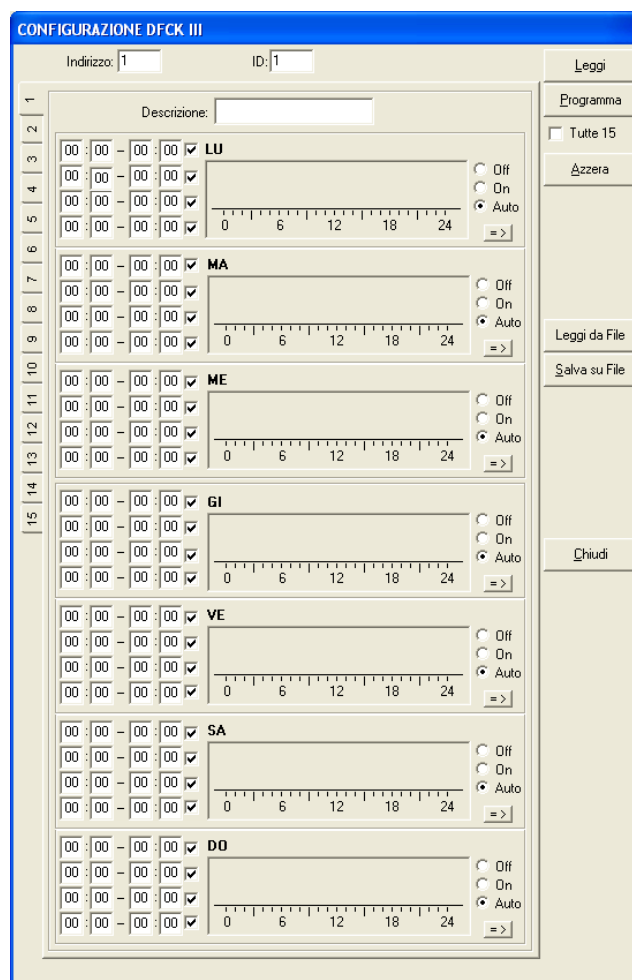 CONFIGURAZIONE DFCK III
Indirizzo: 1 ID: 1
Leggi
Programma
Tutte 15
Azzera
Leggi da File
Salva su File
Chiudi
1
2
3
4
5
6
7
8
9
10
11
12
13
14
15
Descrizione:
00 : 00 – 00 : 00 LU
00 : 00 – 00 : 00 Off
00 : 00 – 00 : 00 On
Auto
00 : 00 – 00 : 00 0 6 12 18 24 = >
00 : 00 – 00 : 00 MA
00 : 00 – 00 : 00 Off
00 : 00 – 00 : 00 On
Auto
00 : 00 – 00 : 00 0 6 12 18 24 = >
00 : 00 – 00 : 00 ME
00 : 00 – 00 : 00 Off
00 : 00 – 00 : 00 On
Auto
00 : 00 – 00 : 00 0 6 12 18 24 = >
00 : 00 – 00 : 00 GI
00 : 00 – 00 : 00 Off
00 : 00 – 00 : 00 On
Auto
00 : 00 – 00 : 00 0 6 12 18 24 = >
00 : 00 – 00 : 00 VE
00 : 00 – 00 : 00 Off
00 : 00 – 00 : 00 On
Auto
00 : 00 – 00 : 00 0 6 12 18 24 = >
00 : 00 – 00 : 00 SA
00 : 00 – 00 : 00 Off
00 : 00 – 00 : 00 On
Auto
00 : 00 – 00 : 00 0 6 12 18 24 = >
00 : 00 – 00 : 00 DO
00 : 00 – 00 : 00 Off
00 : 00 – 00 : 00 On
Auto
00 : 00 – 00 : 00 0 6 12 18 24 = >